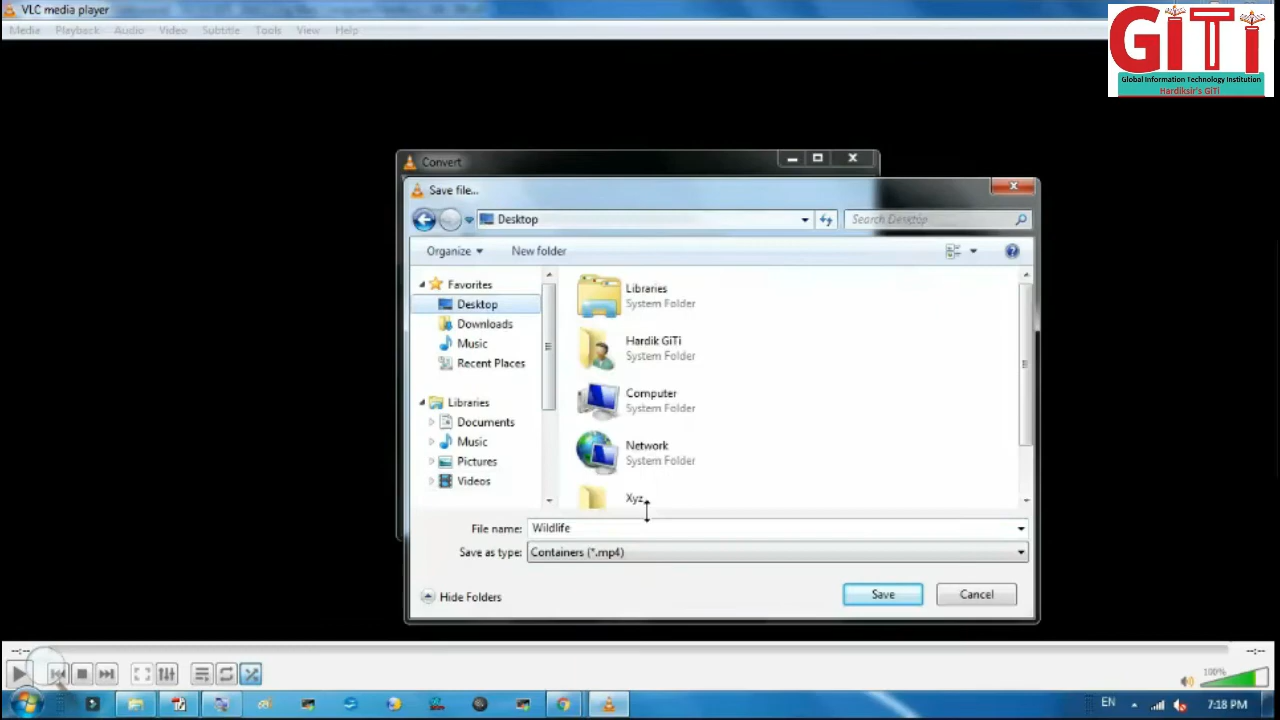 VLC media player
Media Playback Audio Video Subtitle Tools View Help
GiTi
Global Information Technology Institution
Hardiksir's GiTi
Convert
Save file...
Desktop
Search Desktop
Organize
New folder
Favorites
Desktop
Downloads
Music
Recent Places
Libraries
Documents
Music
Pictures
Videos
Libraries
System Folder
Hardik GiTi
System Folder
Computer
System Folder
Network
System Folder
Xyz
File name: Wildlife
Save as type: Containers (*.mp4)
Hide Folders
Save
Cancel
--:--
--:--
100%
EN
7:18 PM